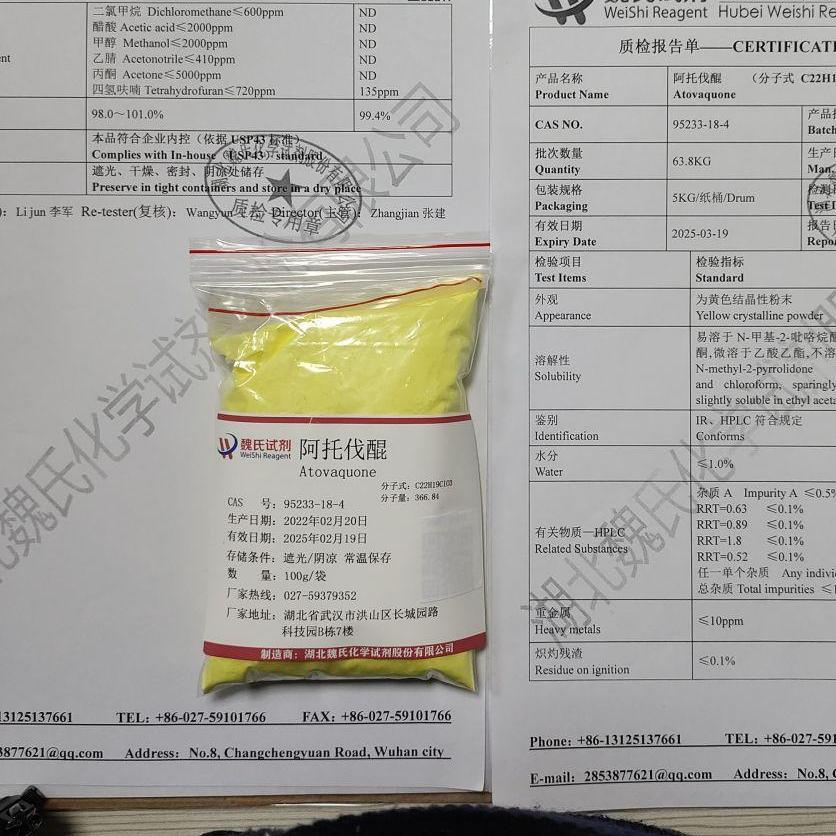 二氯甲烷 Dichloromethane≤600ppm ND
醋酸 Acetic acid≤2000ppm ND
甲醇 Methanol≤2000ppm ND
乙腈 Acetonotrile≤410ppm ND
丙酮 Acetone≤5000ppm ND
四氢呋喃 Tetrahydrofuran≤720ppm 135ppm
98.0～101.0% 99.4%
本品符合企业内控（依据 USP43 标准）
Complies with In-house （USP43）standard
遮光、干燥、密封、阴凉处储存
Preserve in tight containers and store in a dry place
Li jun 李军 Re-tester(复核)：Wangyun Director(主管)：Zhangjian 张建
质检专用章
魏氏试剂
WeiShi Reagent
阿托伐醌
Atovaquone
分子式：C22H19ClO3
分子量：366.84
CAS 号：95233-18-4
生产日期：2022年02月20日
有效日期：2025年02月19日
存储条件：遮光/阴凉 常温保存
数 量：100g/袋
厂家热线：027-59379352
厂家地址：湖北省武汉市洪山区长城园路
科技园B栋7楼
制造商：湖北魏氏化学试剂股份有限公司
13125137661 TEL：+86-027-59101766 FAX：+86-027-59101766
3877621@qq.com Address：No.8, Changchengyuan Road, Wuhan city
魏氏试剂
WeiShi Reagent Hubei Weishi Re
质检报告单——CERTIFICATE
产品名称
Product Name
阿托伐醌 （分子式 C22H1
Atovaquone
CAS NO. 95233-18-4
产品批
Batch
批次数量
Quantity
63.8KG
生产日
Man.
包装规格
Packaging
5KG/纸桶/Drum
检测
Test
有效日期
Expiry Date
2025-03-19
报告日
Repo
检验项目
Test Items
检验指标
Standard
外观
Appearance
为黄色结晶性粉末
Yellow crystalline powder
溶解性
Solubility
易溶于 N-甲基-2-吡咯烷酮
酮,微溶于乙酸乙酯,不溶
N-methyl-2-pyrrolidone
and chloroform, sparingly
slightly soluble in ethyl aceta
鉴别
Identification
IR、HPLC 符合规定
Conforms
水分
Water
≤1.0%
有关物质—HPLC
Related Substances
杂质 A Impurity A ≤0.5%
RRT=0.63 ≤0.1%
RRT=0.89 ≤0.1%
RRT=1.8 ≤0.1%
RRT=0.52 ≤0.1%
任一单个杂质 Any indivi
总杂质 Total impurities
重金属
Heavy metals
≤10ppm
炽灼残渣
Residue on ignition
≤0.1%
Phone：+86-13125137661 TEL：+86-027-591
E-mail：2853877621@qq.com Address：No.8, C